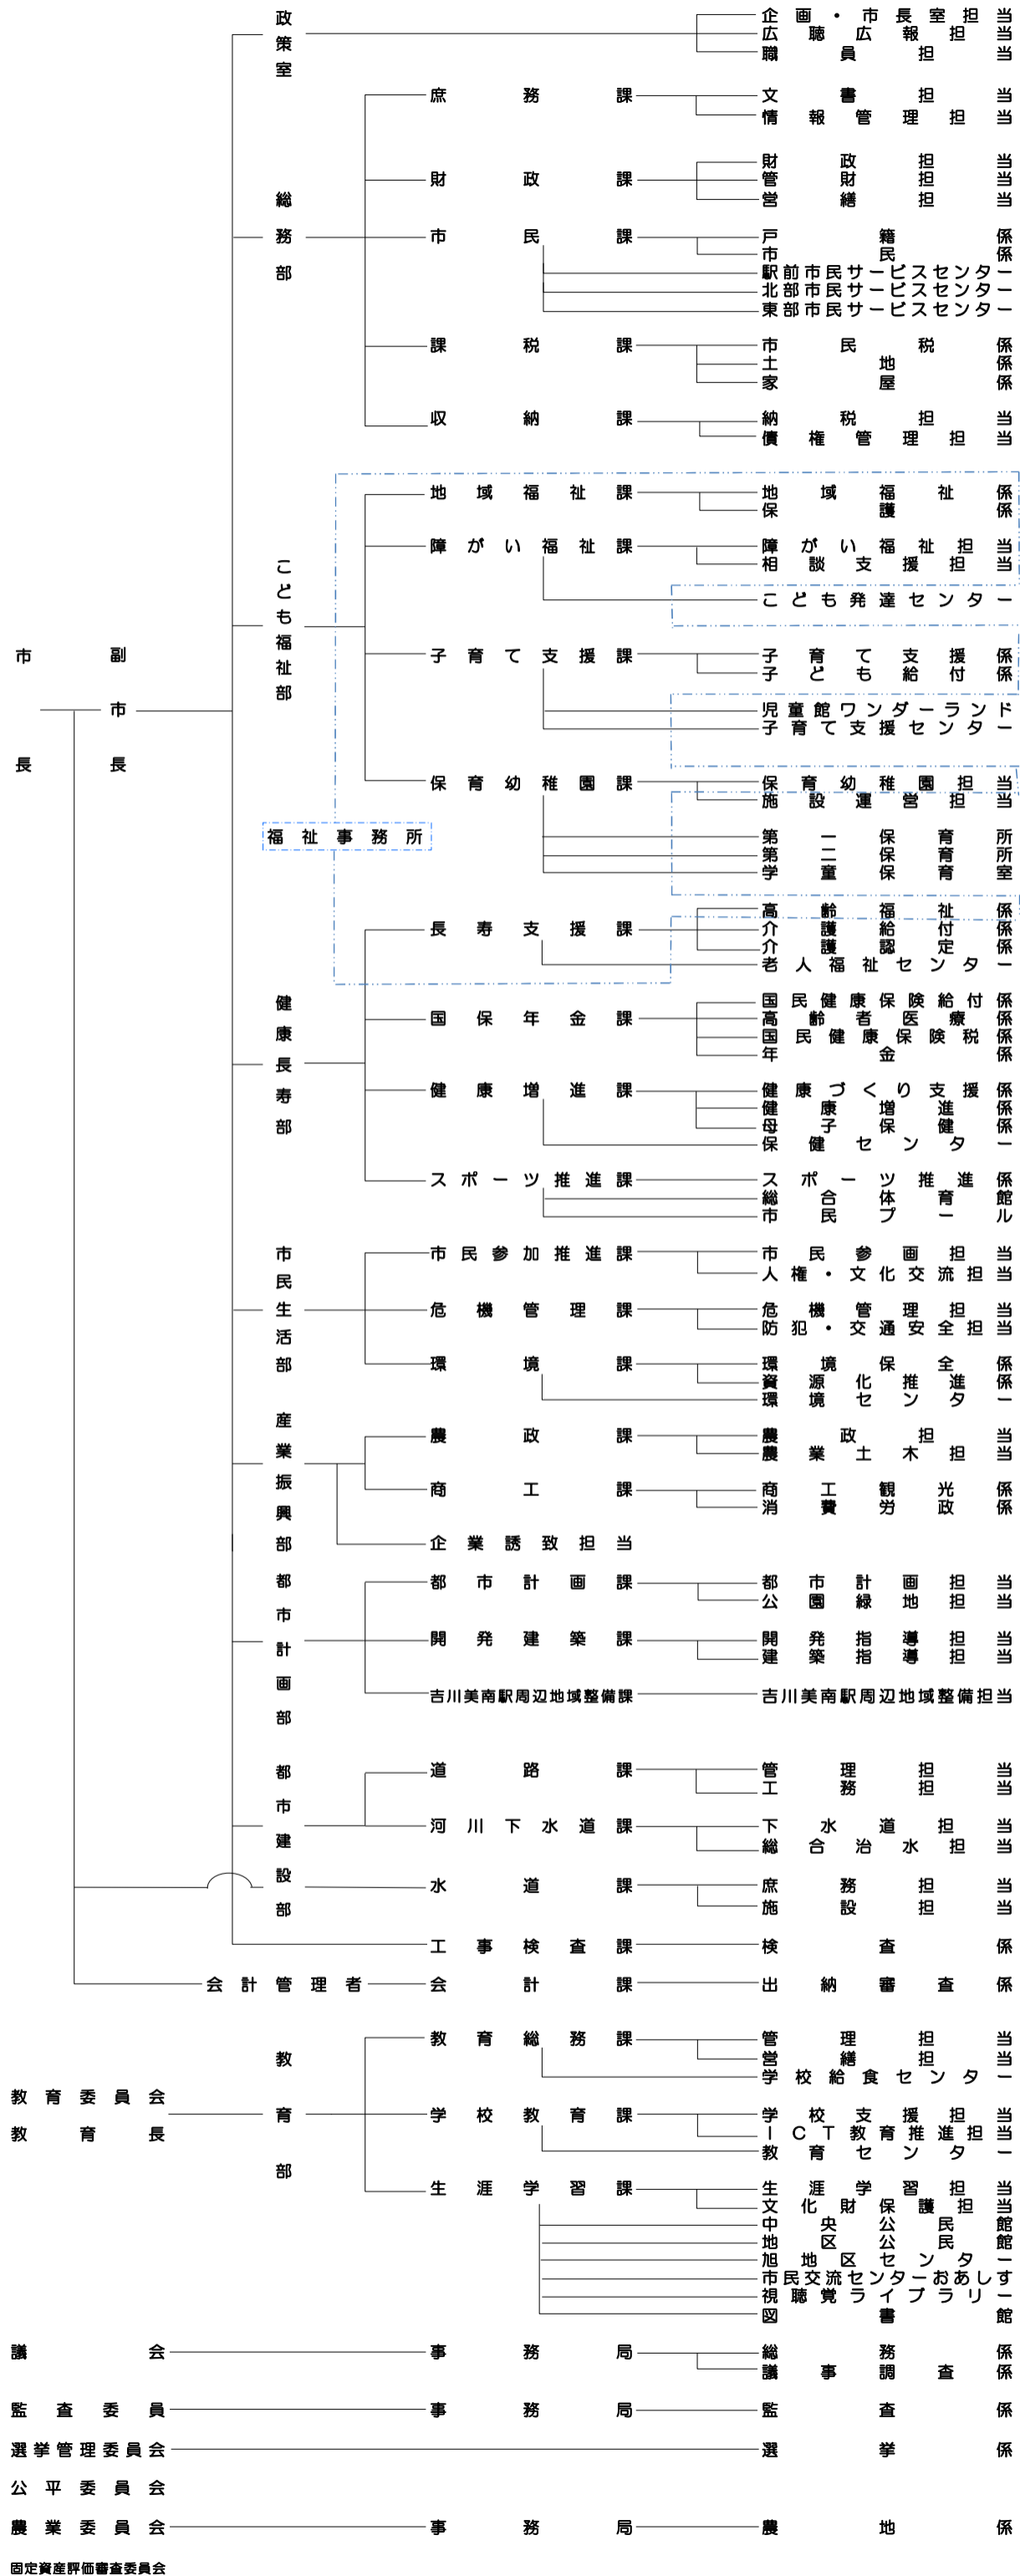 市長
副市長
政策室
企画・市長室担当
広聴広報担当
職員担当
総務部
庶務課
文書担当
情報管理担当
財政課
財政担当
管財担当
営繕担当
市民課
戸籍係
市民係
駅前市民サービスセンター
北部市民サービスセンター
東部市民サービスセンター
課税課
市民税係
土地係
家屋係
収納課
納税担当
債権管理担当
こども福祉部
地域福祉課
地域福祉係
保護係
障がい福祉課
障がい福祉担当
相談支援担当
こども発達センター
子育て支援課
子育て支援係
子ども給付係
児童館ワンダーランド
子育て支援センター
保育幼稚園課
保育幼稚園担当
施設運営担当
第一保育所
第二保育所
学童保育室
福祉事務所
健康長寿部
長寿支援課
高齢福祉係
介護給付係
介護認定係
老人福祉センター
国保年金課
国民健康保険給付係
高齢者医療係
国民健康保険税係
年金係
健康増進課
健康づくり支援係
健康増進係
母子保健係
保健センター
スポーツ推進課
スポーツ推進係
総合体育館
市民プール
市民生活部
市民参加推進課
市民参画担当
人権・文化交流担当
危機管理課
危機管理担当
防犯・交通安全担当
環境課
環境保全係
資源化推進係
環境センター
産業振興部
農政課
農政担当
農業土木担当
商工課
商工観光係
消費労政係
企業誘致担当
都市計画部
都市計画課
都市計画担当
公園緑地担当
開発建築課
開発指導担当
建築指導担当
吉川美南駅周辺地域整備課
吉川美南駅周辺地域整備担当
都市建設部
道路課
管理担当
工務担当
河川下水道課
下水道担当
総合治水担当
水道課
庶務担当
施設担当
工事検査課
検査係
会計管理者
会計課
出納審査係
教育委員会
教育長
教育部
教育総務課
管理担当
営繕担当
学校給食センター
学校教育課
学校支援担当
ICT教育推進担当
教育センター
生涯学習課
生涯学習担当
文化財保護担当
中央公民館
地区公民館
旭地区センター
市民交流センターおあしす
視聴覚ライブラリー
図書館
議会
事務局
総務係
議事調査係
監査委員
事務局
監査係
選挙管理委員会
選挙係
公平委員会
農業委員会
事務局
農地係
固定資産評価審査委員会